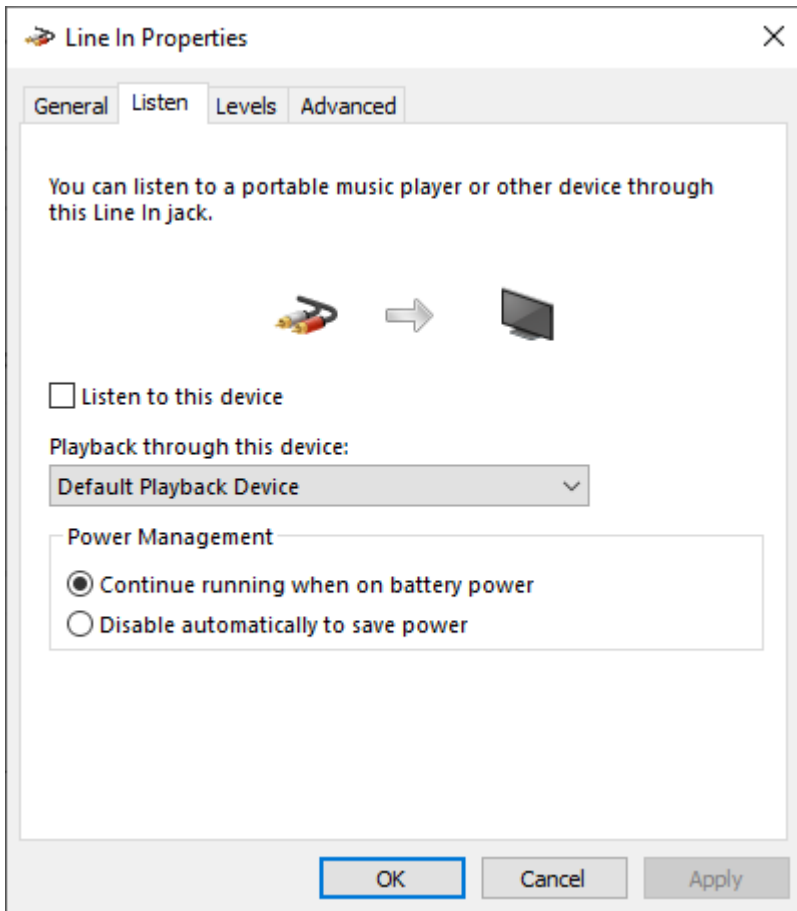 Line In Properties
General Listen Levels Advanced
You can listen to a portable music player or other device through
this Line In jack.
Listen to this device
Playback through this device:
Default Playback Device
Power Management
Continue running when on battery power
Disable automatically to save power
OK Cancel Apply